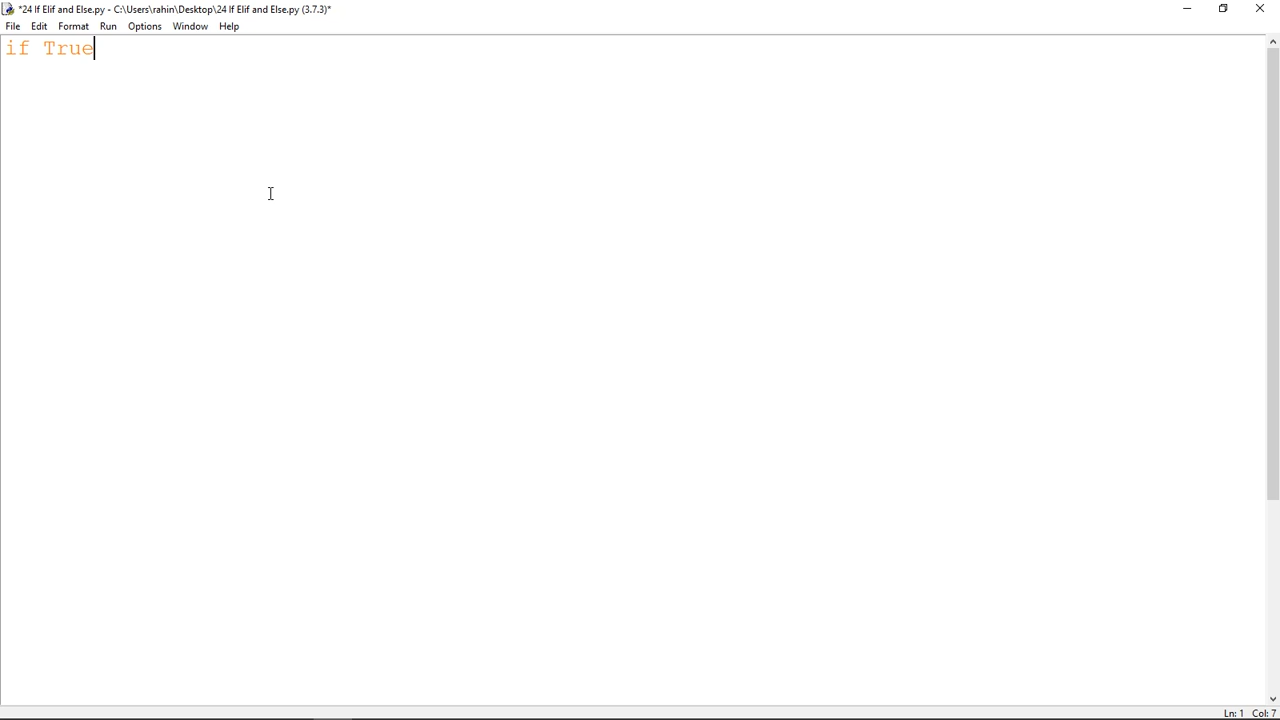 *24 If Elif and Else.py - C:\Users\rahin\Desktop\24 If Elif and Else.py (3.7.3)*
File Edit Format Run Options Window Help
if True
Ln: 1 Col: 7